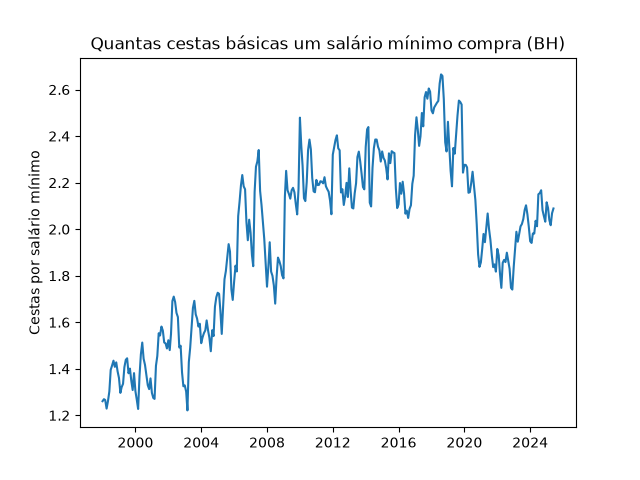 Quantas cestas básicas um salário mínimo compra (BH)
Cestas por salário mínimo
2.6
2.4
2.2
2.0
1.8
1.6
1.4
1.2
2000 2004 2008 2012 2016 2020 2024